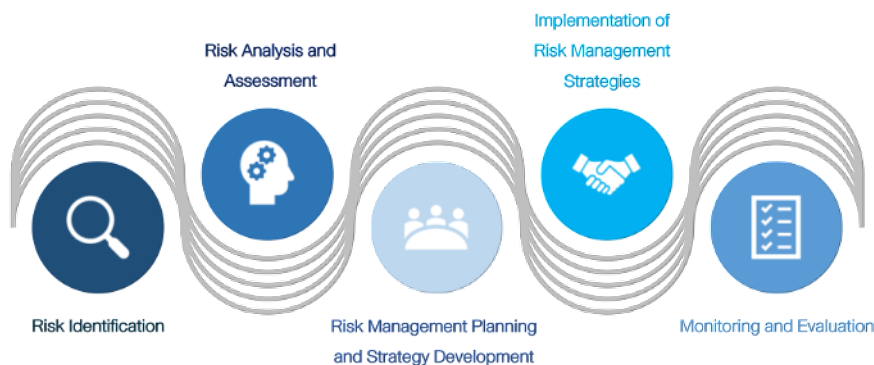 Risk Identification
Risk Analysis and
Assessment
Risk Management Planning
and Strategy Development
Implementation of
Risk Management
Strategies
Monitoring and Evaluation